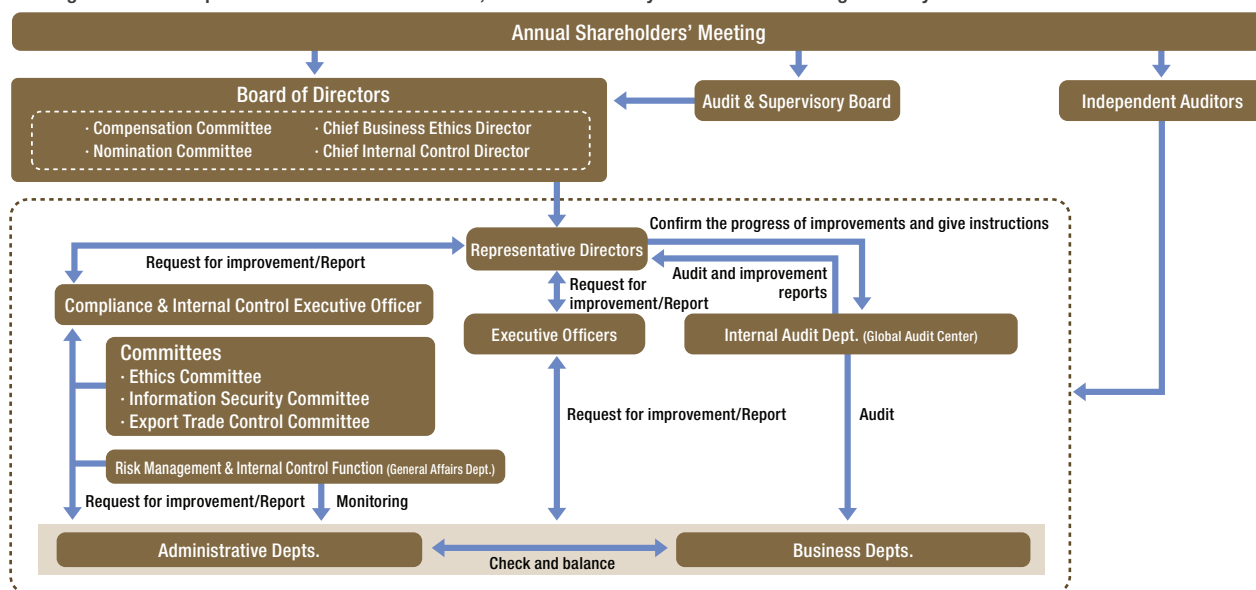 Annual Shareholders' Meeting
Board of Directors
· Compensation Committee
· Nomination Committee
· Chief Business Ethics Director
· Chief Internal Control Director
Audit & Supervisory Board
Independent Auditors
Representative Directors
Confirm the progress of improvements and give instructions
Request for improvement/Report
Request for
improvement/Report
Audit and improvement
reports
Compliance & Internal Control Executive Officer
Executive Officers
Internal Audit Dept. (Global Audit Center)
Committees
· Ethics Committee
· Information Security Committee
· Export Trade Control Committee
Request for improvement/Report
Audit
Risk Management & Internal Control Function (General Affairs Dept.)
Request for improvement/Report
Monitoring
Administrative Depts.
Check and balance
Business Depts.